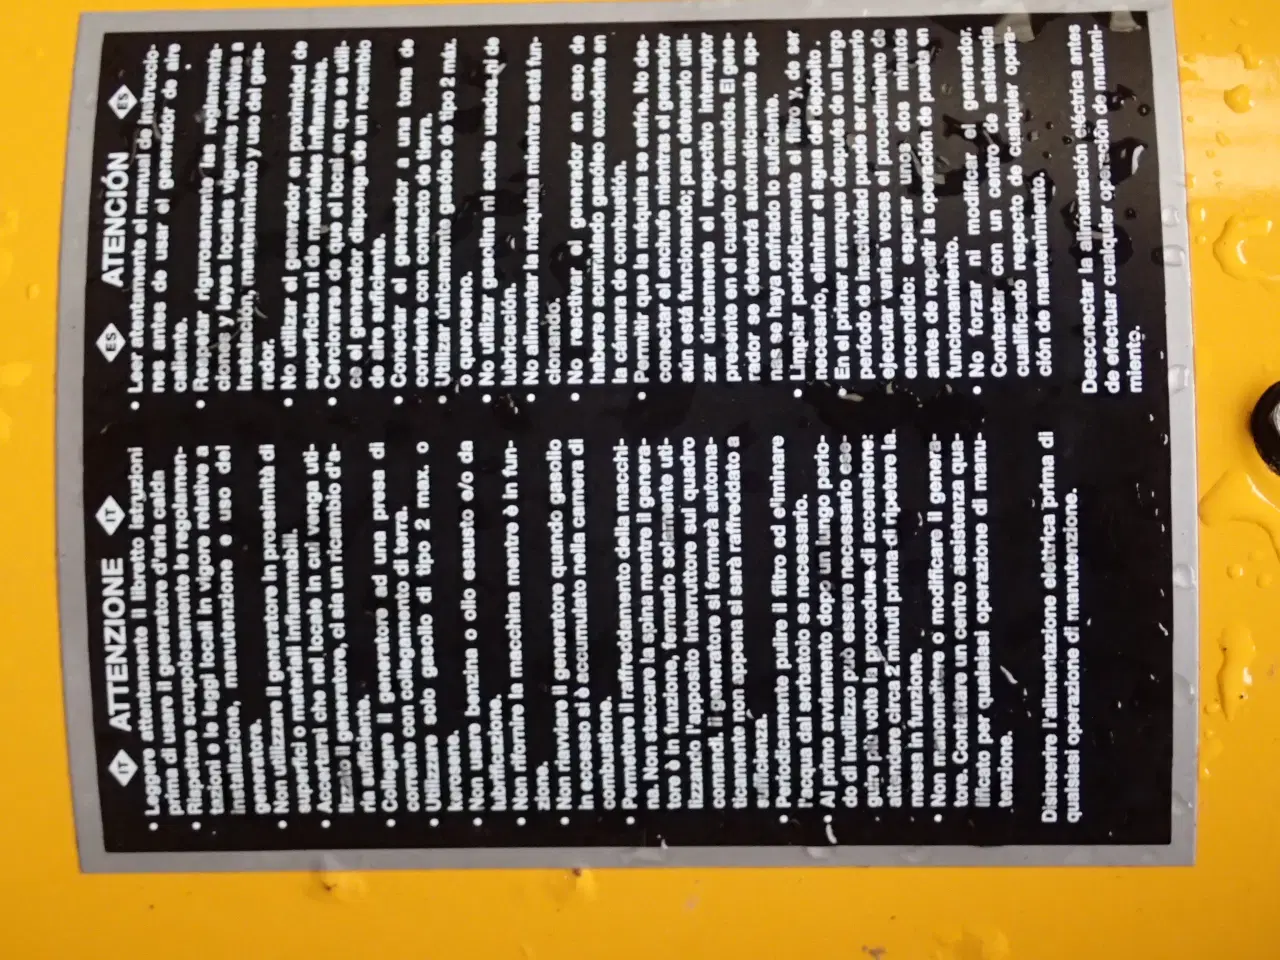 IT ATTENZIONE IT
• Leggere attentamente il libretto istruzioni
prima di usare il generatore d'aria calda
• Rispettare scrupolosamente le regolamen-
tazioni e le leggi locali in vigore relative a
installazione, manutenzione e uso del
generatore.
• Non utilizzare il generatore in prossimità di
superfici o materiali infiammabili.
• Accertarsi che nel locale in cui venga uti-
lizzato il generatore, ci sia un ricambio d'a-
ria sufficiente.
• Collegare il generatore ad una presa di
corrente con collegamento di terra.
• Utilizzare solo gasolio di tipo 2 max. o
kerosene.
• Non usare benzina o olio esausto e/o da
lubrificazione.
• Non rifornire la macchina mentre è in fun-
zione.
• Non riavviare il generatore quando gasolio
in eccesso si è accumulato nella camera di
combustione.
• Permettere il raffreddamento della macchi-
na. Non staccare la spina mentre il genera-
tore è in funzione, fermarlo solamente uti-
lizzando l'apposito interruttore sul quadro
comandi. Il generatore si fermerà automa-
ticamente non appena si sarà raffreddato a
sufficienza.
• Periodicamente pulire il filtro ed eliminare
l'acqua dal serbatoio se necessario.
• Al primo avviamento dopo un lungo perio-
do di inutilizzo può essere necessario ese-
guire più volte la procedura di accensione:
attendere circa 2 minuti prima di ripetere la
messa in funzione.
• Non manomettere o modificare il genera-
tore. Contattare un centro assistenza qua-
lificato per qualsiasi operazione di manu-
tenzione.
Disinserire l'alimentazione elettrica prima di
qualsiasi operazione di manutenzione.
ES ATENCIÓN ES
• Leer atentamente el manual de instruccio-
nes antes de usar el generador de aire
caliente.
• Respetar rigurosamente las reglamenta-
ciones y leyes locales vigentes relativas a
instalación, mantenimiento y uso del gene-
rador.
• No utilizar el generador en proximidad de
superficies ni de materiales inflamables.
• Cerciorarse de que el local en que se utili-
ce el generador disponga de un recambio
de aire suficiente.
• Conectar el generador a una toma de
corriente con contacto de tierra.
• Utilizar únicamente gasóleo de tipo 2 máx.
o queroseno.
• No utilizar gasolina ni aceite usado y/o de
lubricación.
• No alimentar la máquina mientras está fun-
cionando.
• No reactivar el generador en caso de
haberse acumulado gasóleo excedente en
la cámara de combustión.
• Permitir que la máquina se enfríe. No des-
conectar el enchufe mientras el generador
aún está funcionando; para detenerlo utili-
zar únicamente el respectivo interruptor
presente en el cuadro de mandos. El gene-
rador se detendrá automáticamente ape-
nas se haya enfriado lo suficiente.
• Limpiar periódicamente el filtro y, de ser
necesario, eliminar el agua del depósito .
• En el primer arranque después de un largo
período de inactividad puede ser necesario
ejecutar varias veces el procedimiento de
encendido; esperar unos dos minutos
antes de repetir la operación de puesta en
funcionamiento.
• No forzar ni modificar el generador.
Contactar con un centro de asistencia
cualificado respecto de cualquier opera-
ción de mantenimiento.
Desconectar la alimentación eléctrica antes
de efectuar cualquier operación de manteni-
miento.